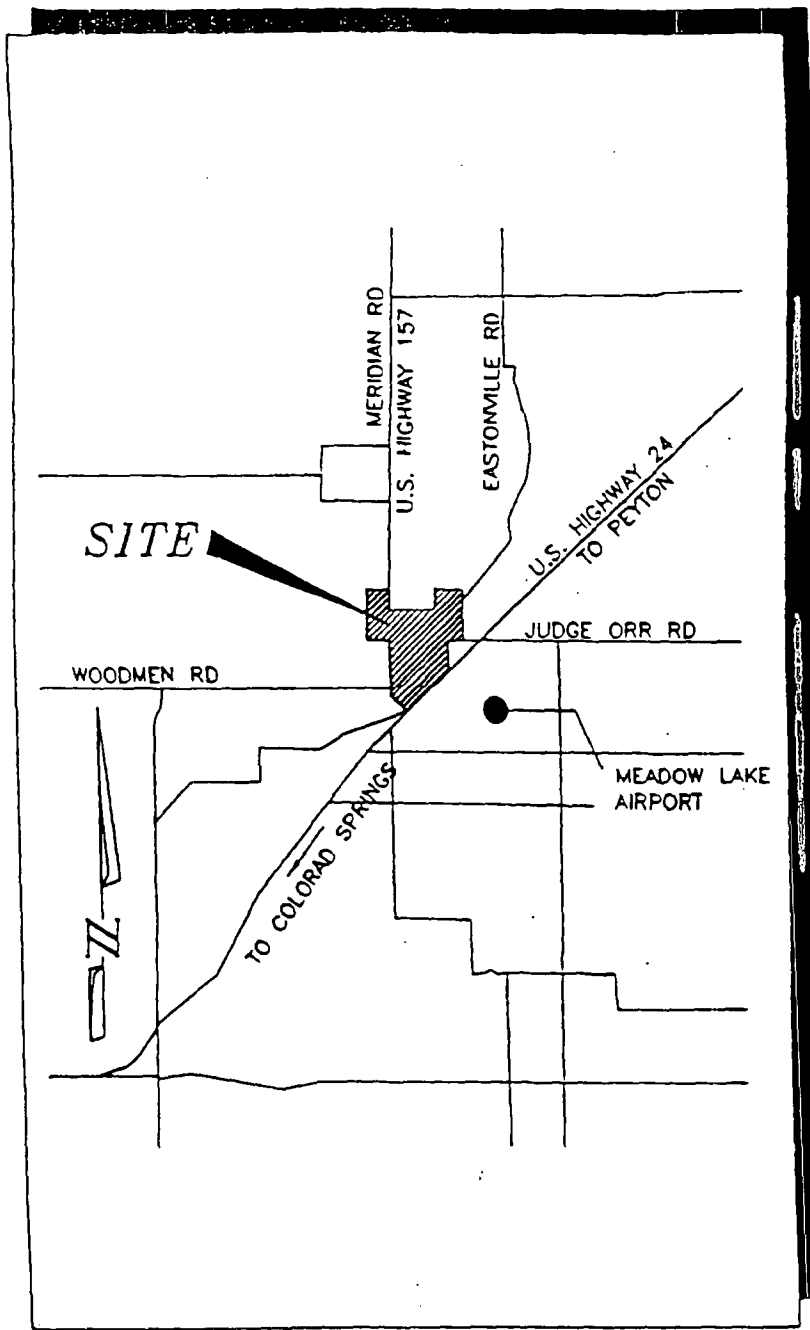 MERIDIAN RD
U.S. HIGHWAY 157
EASTONVILLE RD
U.S. HIGHWAY 24
TO PEYTON
SITE
JUDGE ORR RD
WOODMEN RD
MEADOW LAKE
AIRPORT
TO COLORAD SPRINGS
N